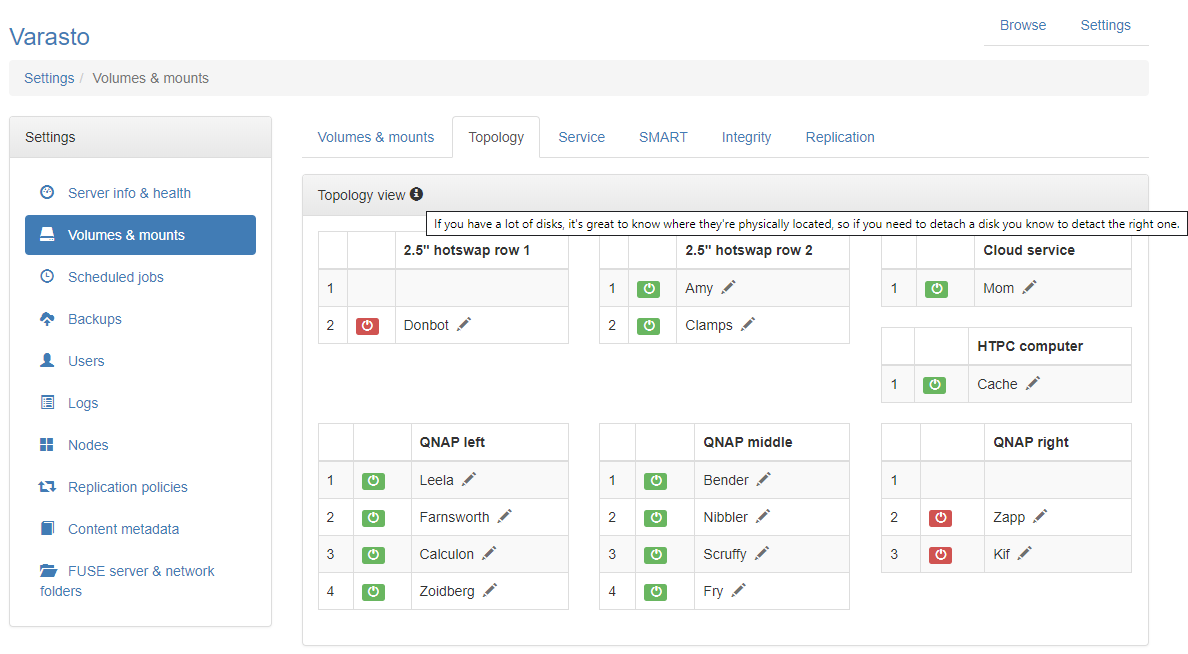 Varasto
Browse Settings
Settings / Volumes & mounts
Settings
Server info & health
Volumes & mounts
Scheduled jobs
Backups
Users
Logs
Nodes
Replication policies
Content metadata
FUSE server & network
folders
Volumes & mounts Topology Service SMART Integrity Replication
Topology view
If you have a lot of disks, it's great to know where they're physically located, so if you need to detach a disk you know to detact the right one.
2.5" hotswap row 1
1
2 Donbot
2.5" hotswap row 2
1 Amy
2 Clamps
Cloud service
1 Mom
HTPC computer
1 Cache
QNAP left
1 Leela
2 Farnsworth
3 Calculon
4 Zoidberg
QNAP middle
1 Bender
2 Nibbler
3 Scruffy
4 Fry
QNAP right
1
2 Zapp
3 Kif